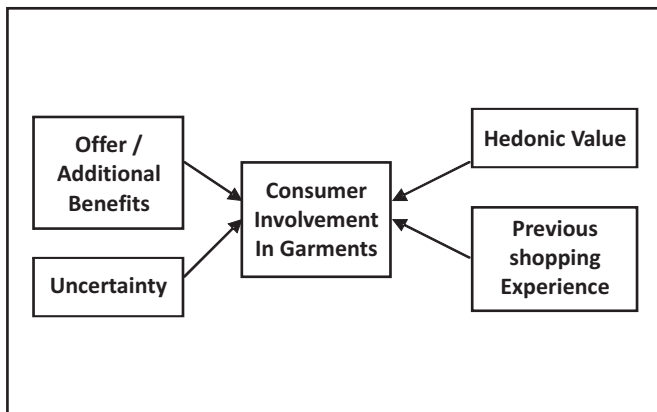 Offer /
Additional
Benefits
Uncertainty
Consumer
Involvement
In Garments
Hedonic Value
Previous
shopping
Experience